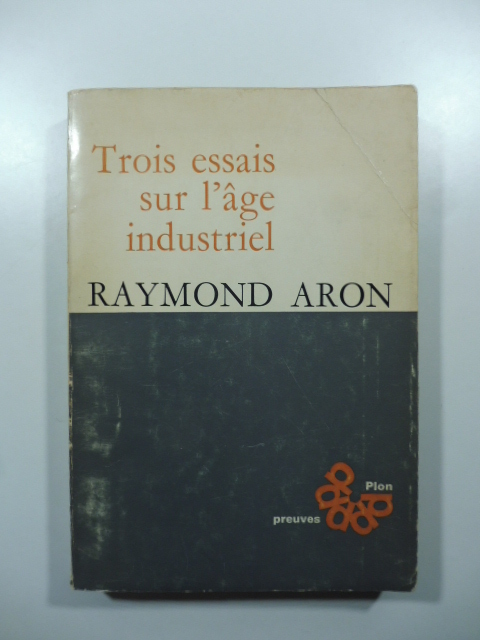 Trois essais
sur l'âge
industriel
RAYMOND ARON
Plon
preuves